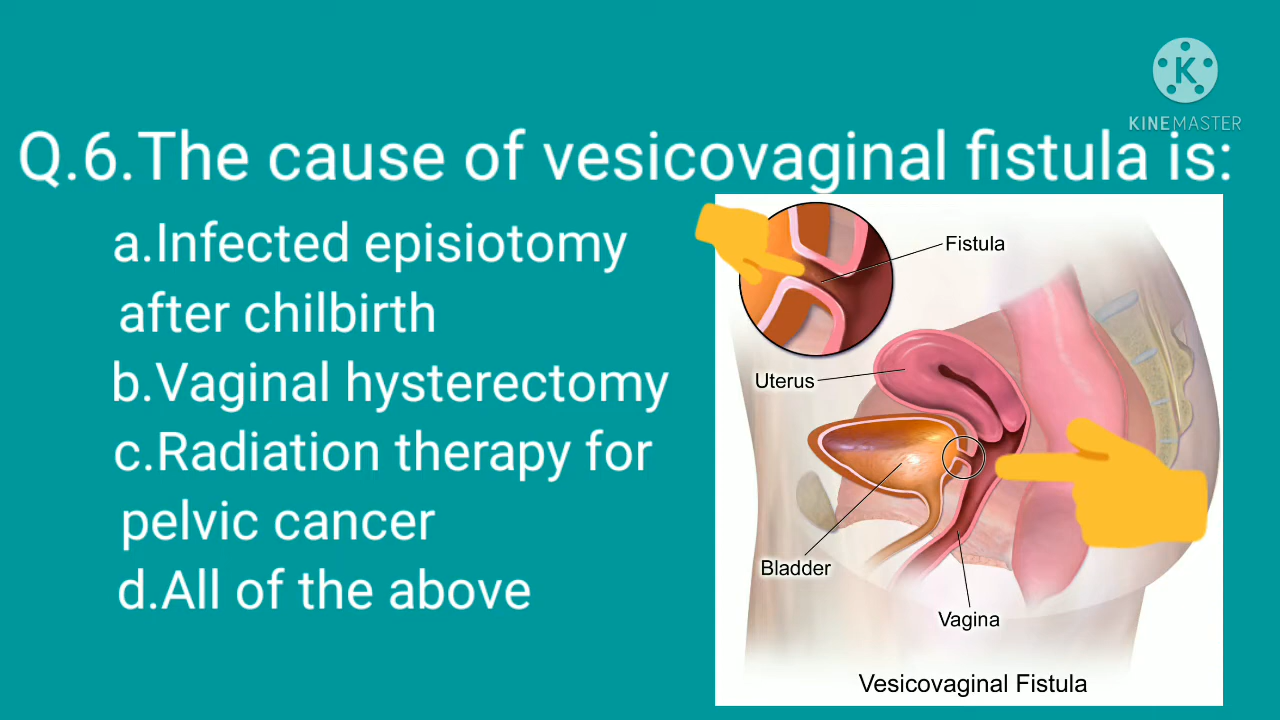 K
KINEMASTER
Q.6.The cause of vesicovaginal fistula is:
a.Infected episiotomy
after chilbirth
b.Vaginal hysterectomy
c.Radiation therapy for
pelvic cancer
d.All of the above
Fistula
Uterus
Bladder
Vagina
Vesicovaginal Fistula